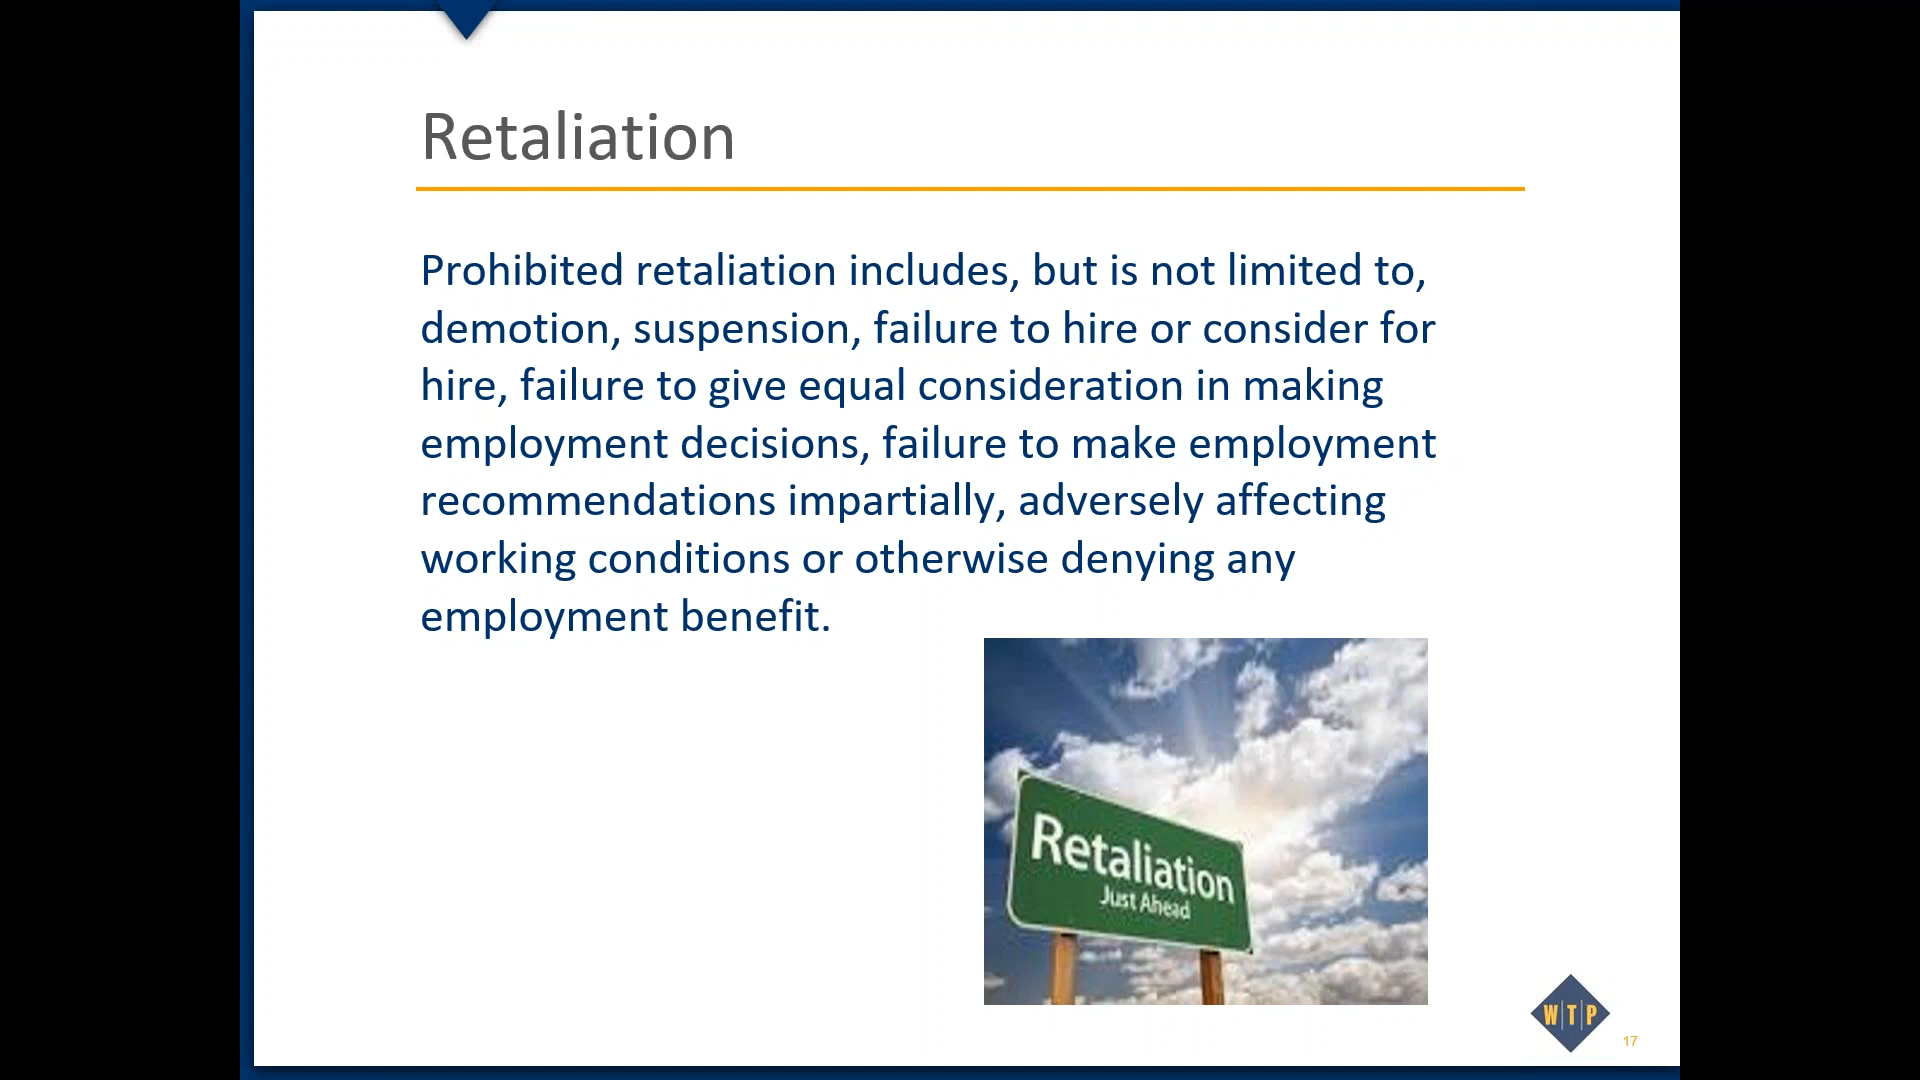 Retaliation
Prohibited retaliation includes, but is not limited to,
demotion, suspension, failure to hire or consider for
hire, failure to give equal consideration in making
employment decisions, failure to make employment
recommendations impartially, adversely affecting
working conditions or otherwise denying any
employment benefit.
Retaliation
Just Ahead
W|T|P
17